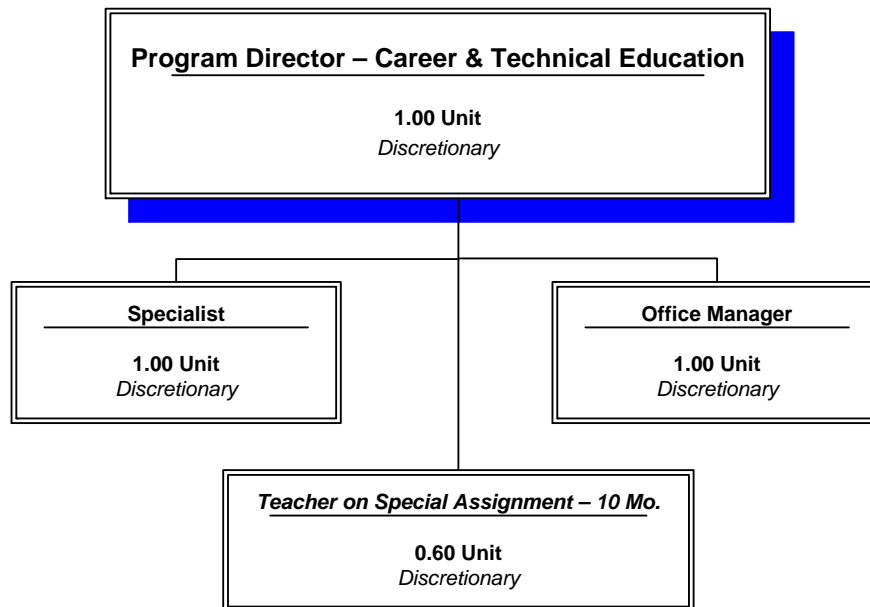 Program Director – Career & Technical Education
1.00 Unit
Discretionary
Specialist
1.00 Unit
Discretionary
Office Manager
1.00 Unit
Discretionary
Teacher on Special Assignment – 10 Mo.
0.60 Unit
Discretionary